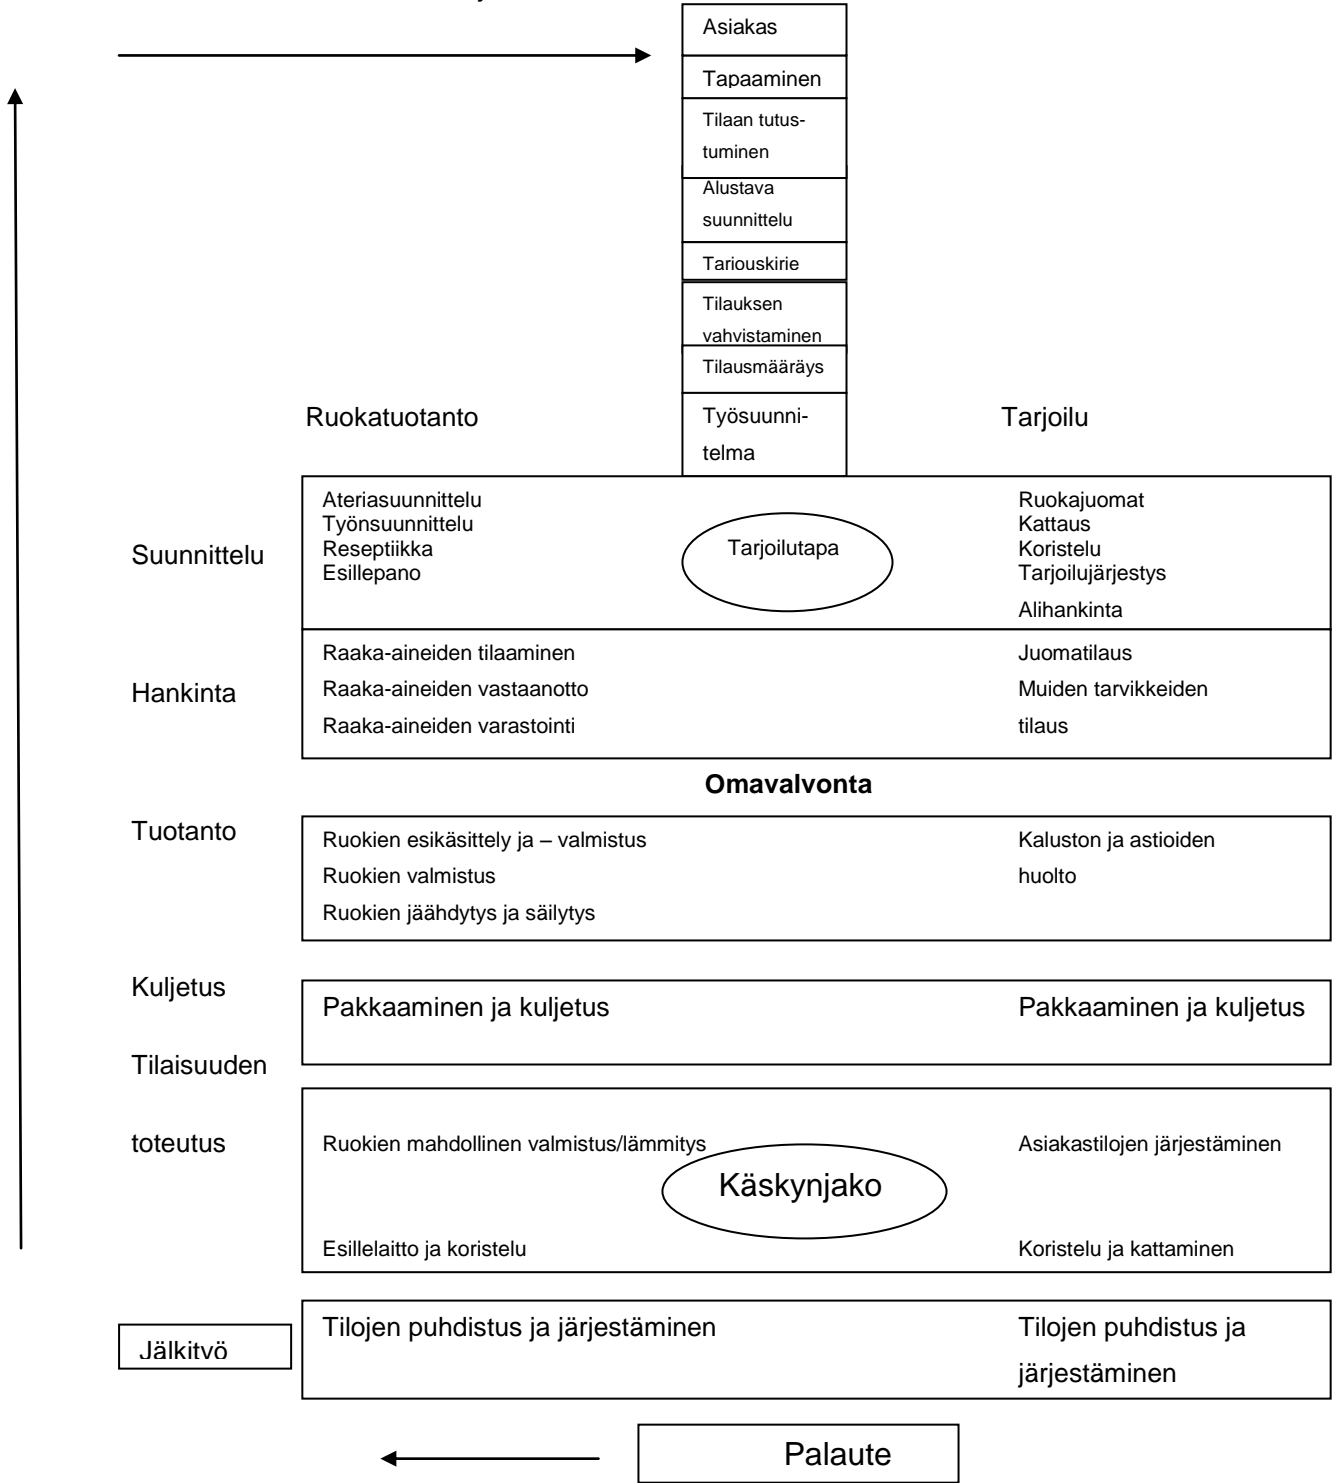 Asiakas
Tapaaminen
Tilaan tutus-
tuminen
Alustava
suunnittelu
Tariouskirie
Tilauksen
vahvistaminen
Tilausmääräys
Ruokatuotanto
Työsuunni-
telma
Tarjoilu
Suunnittelu
Ateriasuunnittelu
Työnsuunnittelu
Reseptiikka
Esillepano
Tarjoilutapa
Ruokajuomat
Kattaus
Koristelu
Tarjoilujärjestys
Alihankinta
Hankinta
Raaka-aineiden tilaaminen
Raaka-aineiden vastaanotto
Raaka-aineiden varastointi
Juomatilaus
Muiden tarvikkeiden
tilaus
Omavalvonta
Tuotanto
Ruokien esikäsittely ja – valmistus
Ruokien valmistus
Ruokien jäähdytys ja säilytys
Kaluston ja astioiden
huolto
Kuljetus
Pakkaaminen ja kuljetus
Pakkaaminen ja kuljetus
Tilaisuuden
toteutus
Ruokien mahdollinen valmistus/lämmitys
Käskynjako
Asiakastilojen järjestäminen
Esillelaitto ja koristelu
Koristelu ja kattaminen
Jälkitvö
Tilojen puhdistus ja järjestäminen
Tilojen puhdistus ja
järjestäminen
Palaute